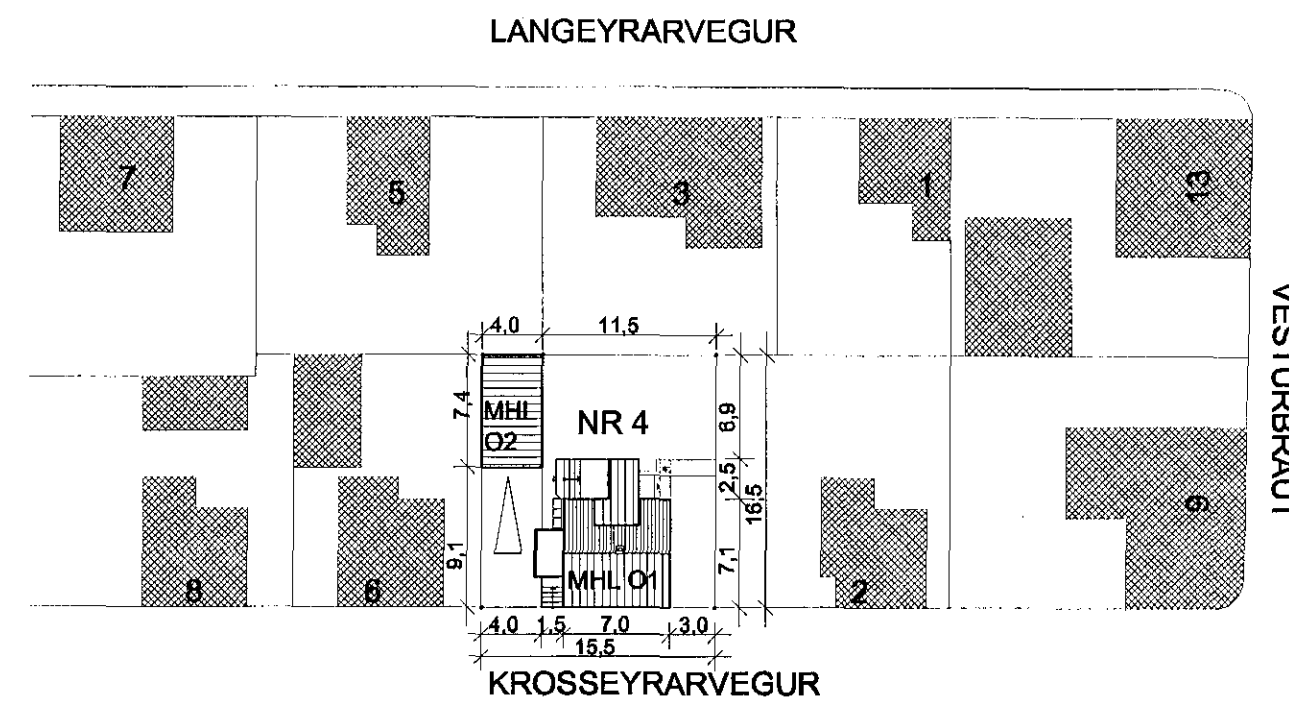 LANGEYRARVEGUR
7
5
3
1
13
VESTURBRAUT
4,0 11,5
7,4
MHL
O2
NR 4
6,9
2,5
16,5
7,1
9,1
MHL O1
8
6
2
9
4,0 1,5 7,0 3,0
15,5
KROSSEYRARVEGUR